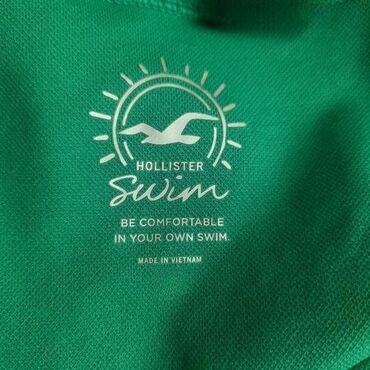 HOLLISTER
Swim
BE COMFORTABLE
IN YOUR OWN SWIM.
MADE IN VIETNAM